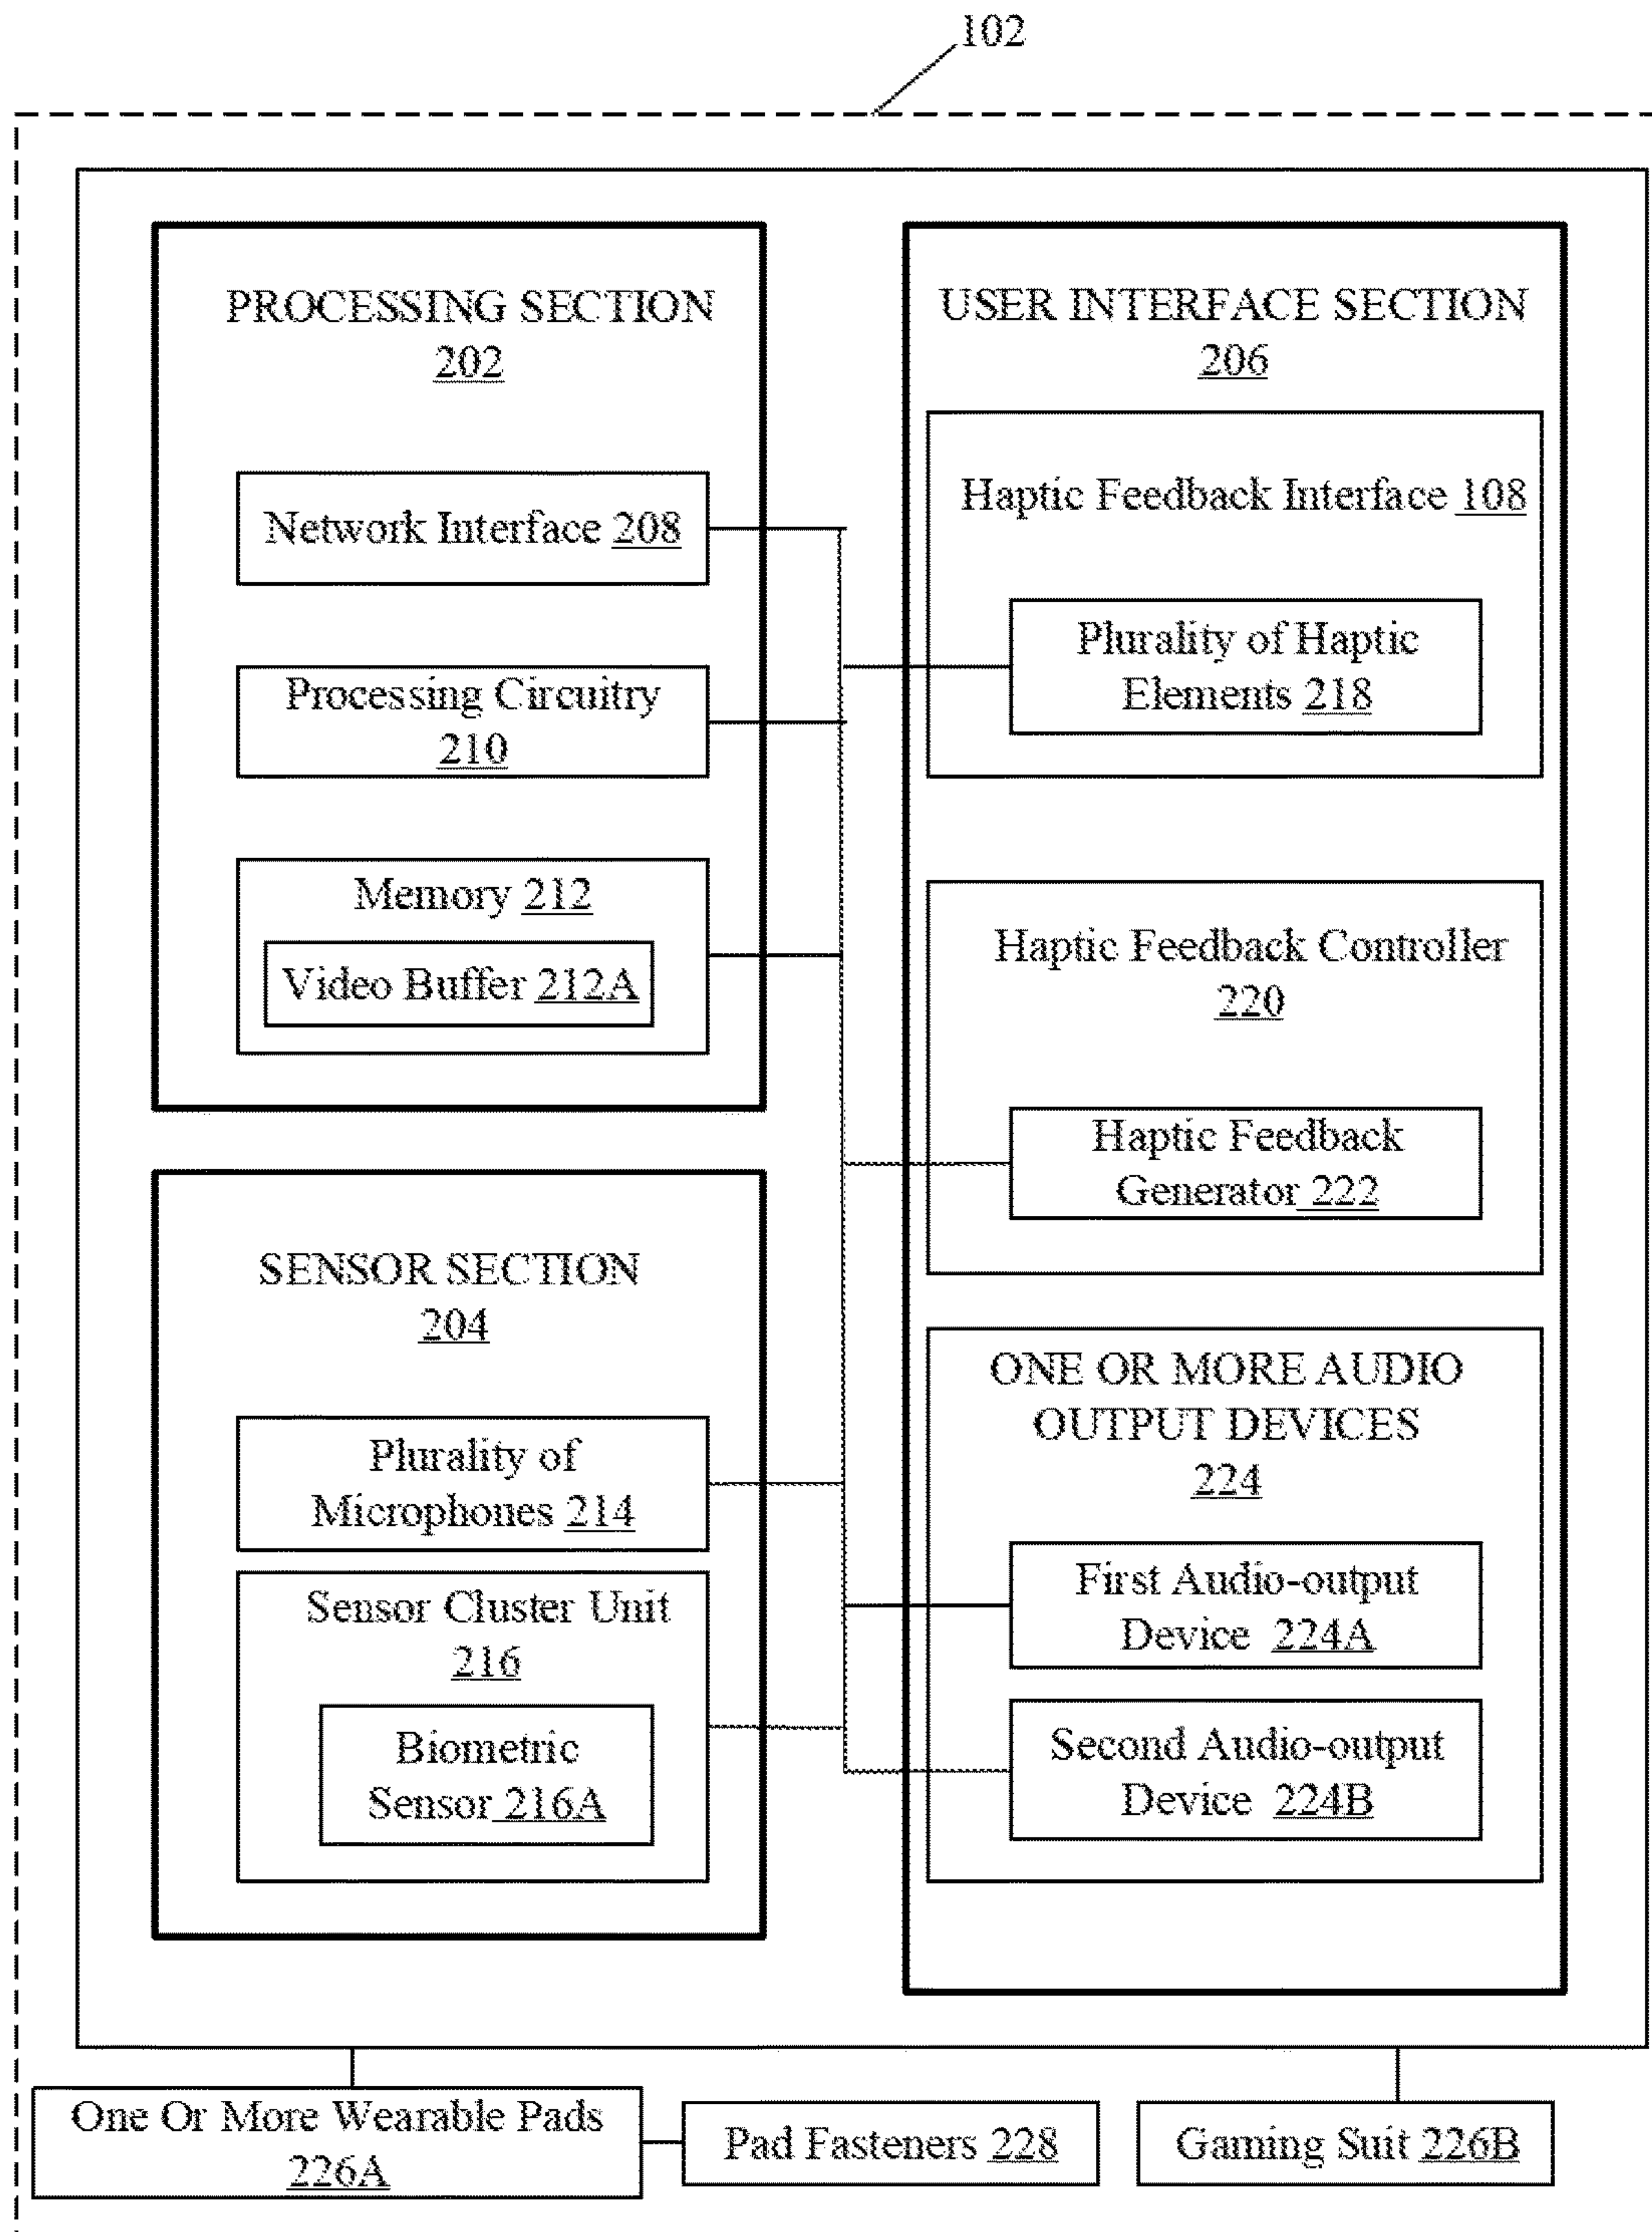 102
PROCESSING SECTION
202
Network Interface 208
Processing Circuitry
210
Memory 212
Video Buffer 212A
SENSOR SECTION
204
Plurality of
Microphones 214
Sensor Cluster Unit
216
Biometric
Sensor 216A
USER INTERFACE SECTION
206
Haptic Feedback Interface 108
Plurality of Haptic
Elements 218
Haptic Feedback Controller
220
Haptic Feedback
Generator 222
ONE OR MORE AUDIO
OUTPUT DEVICES
224
First Audio-output
Device 224A
Second Audio-output
Device 224B
One Or More Wearable Pads
226A
Pad Fasteners 228
Gaming Suit 226B